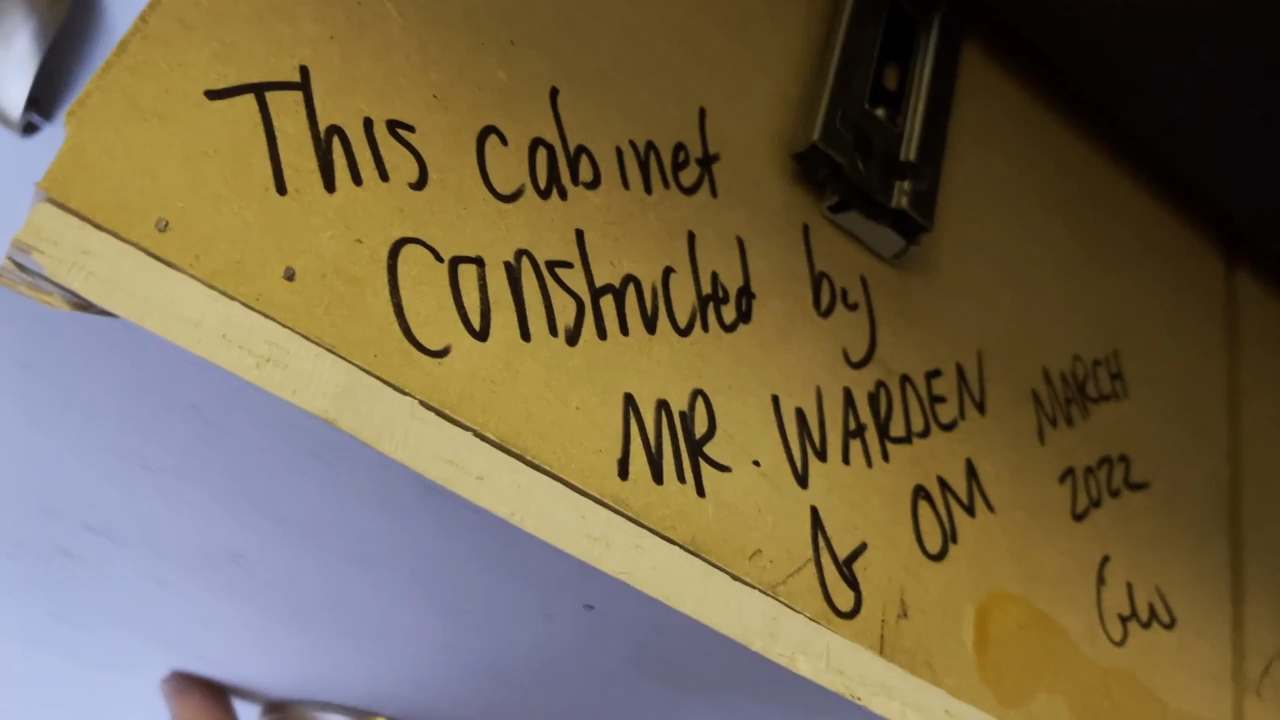 This cabinet
constructed by
MR. WARDEN
& OM
MARCH
2022
GW